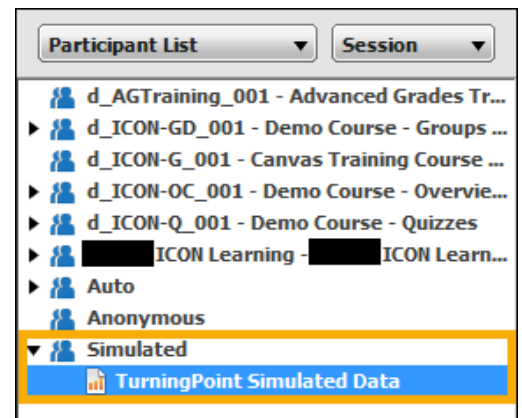 Participant List Session
d_AGTraining_001 - Advanced Grades Tr...
d_ICON-GD_001 - Demo Course - Groups ...
d_ICON-G_001 - Canvas Training Course ...
d_ICON-OC_001 - Demo Course - Overvie...
d_ICON-Q_001 - Demo Course - Quizzes
ICON Learning - ICON Learn...
Auto
Anonymous
Simulated
TurningPoint Simulated Data